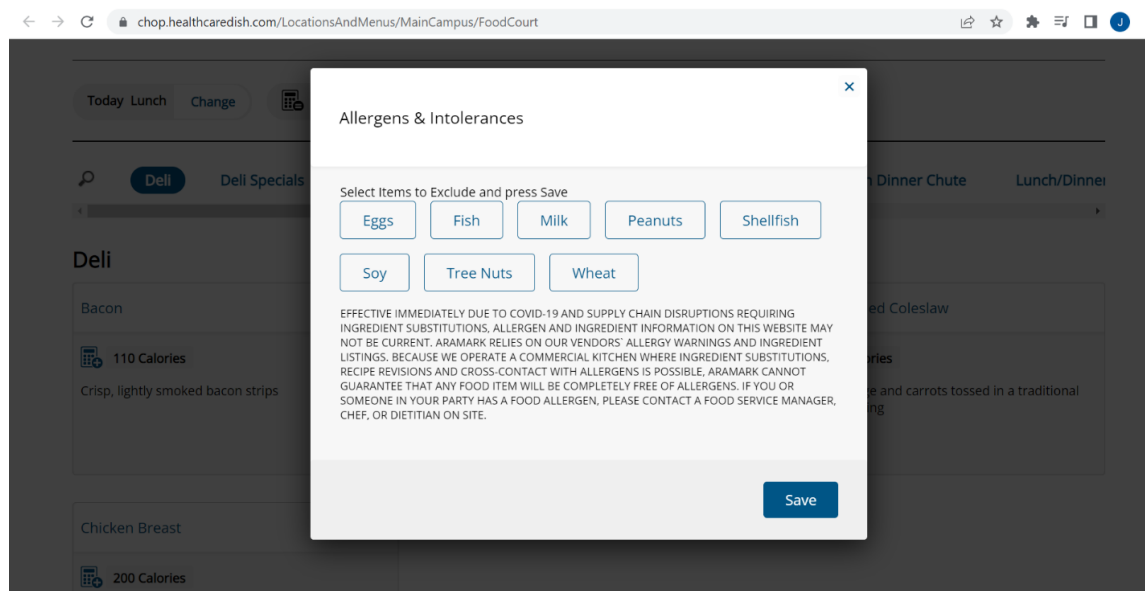 chop.healthcaredish.com/LocationsAndMenus/MainCampus/FoodCourt
J
Today Lunch Change
Allergens & Intolerances
Deli Deli Specials Dinner Chute Lunch/Dinner
Select Items to Exclude and press Save
Eggs Fish Milk Peanuts Shellfish
Soy Tree Nuts Wheat
Deli
Bacon Coleslaw
EFFECTIVE IMMEDIATELY DUE TO COVID-19 AND SUPPLY CHAIN DISRUPTIONS REQUIRING
INGREDIENT SUBSTITUTIONS, ALLERGEN AND INGREDIENT INFORMATION ON THIS WEBSITE MAY
NOT BE CURRENT. ARAMARK RELIES ON OUR VENDORS` ALLERGY WARNINGS AND INGREDIENT
LISTINGS. BECAUSE WE OPERATE A COMMERCIAL KITCHEN WHERE INGREDIENT SUBSTITUTIONS,
RECIPE REVISIONS AND CROSS-CONTACT WITH ALLERGENS IS POSSIBLE, ARAMARK CANNOT
GUARANTEE THAT ANY FOOD ITEM WILL BE COMPLETELY FREE OF ALLERGENS. IF YOU OR
SOMEONE IN YOUR PARTY HAS A FOOD ALLERGEN, PLEASE CONTACT A FOOD SERVICE MANAGER,
CHEF, OR DIETITIAN ON SITE.
110 Calories
Crisp, lightly smoked bacon strips
and carrots tossed in a traditional
Save
Chicken Breast
200 Calories